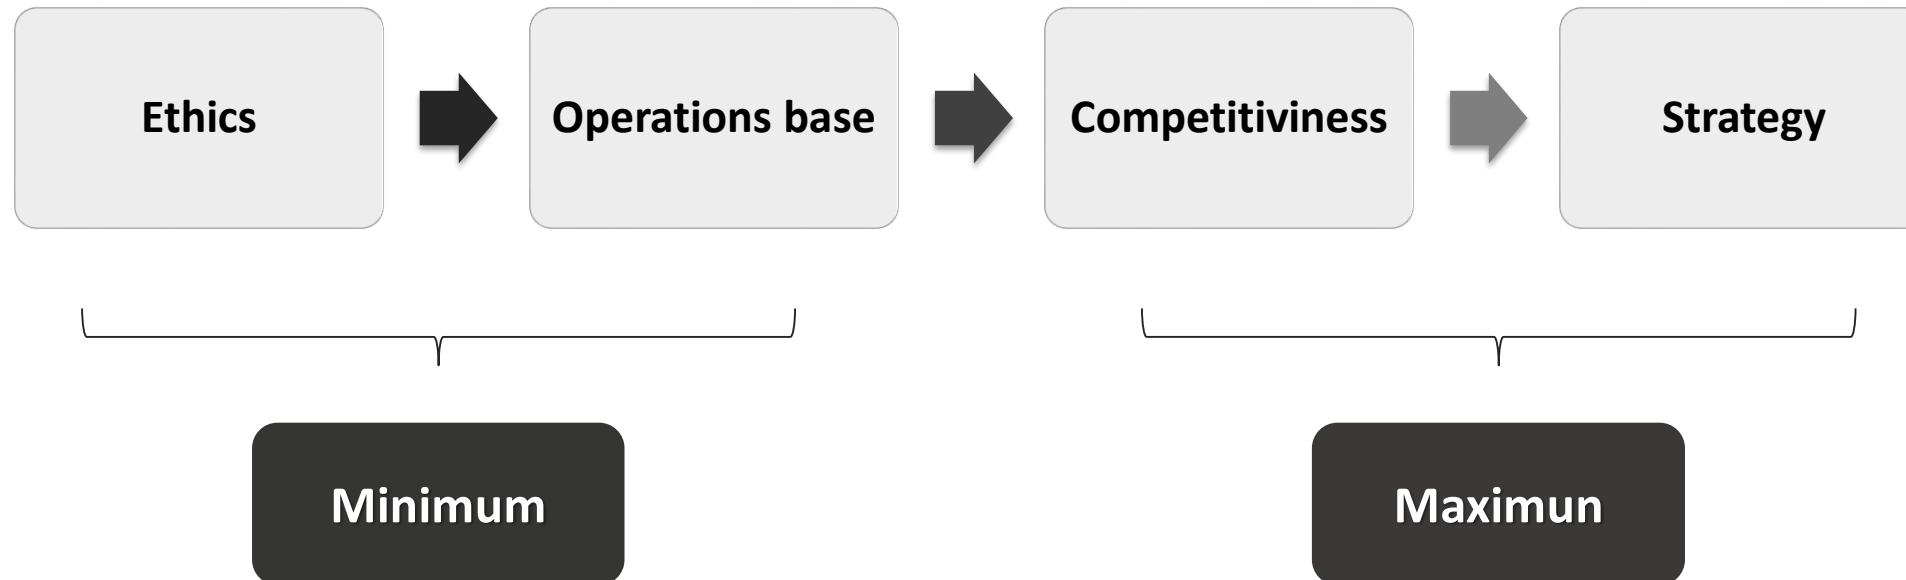 Ethics
Operations base
Competitiviness
Strategy
Minimum
Maximun